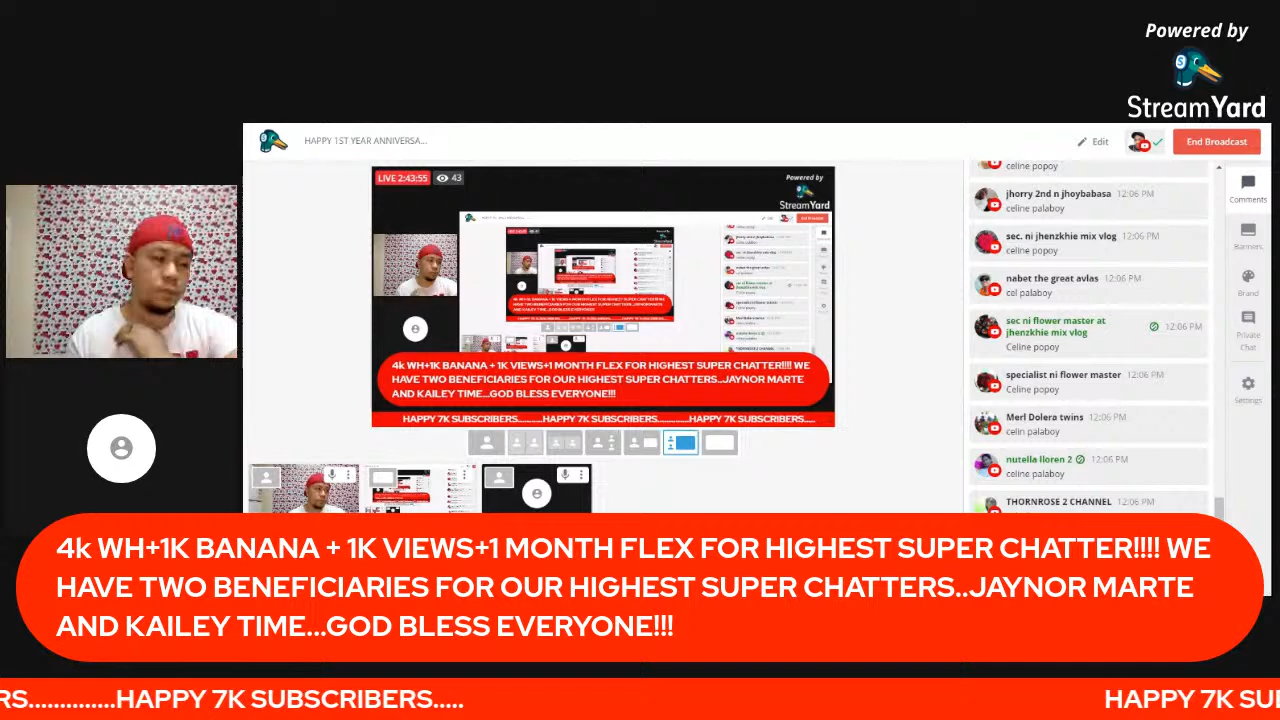 Powered by
StreamYard
HAPPY 1ST YEAR ANNIVERSA...
Edit
End Broadcast
LIVE 2:43:55
43
Powered by
StreamYard
4k WH+1K BANANA + 1K VIEWS+1 MONTH FLEX FOR HIGHEST SUPER CHATTER!!!! WE
HAVE TWO BENEFICIARIES FOR OUR HIGHEST SUPER CHATTERS..JAYNOR MARTE
AND KAILEY TIME...GOD BLESS EVERYONE!!!
HAPPY 7K SUBSCRIBERS..............HAPPY 7K SUBSCRIBERS..............HAPPY 7K SUBSCRIBERS.....
celine popoy
jhorry 2nd n jhoybabasa 12:06 PM
celine palaboy
sec. ni jhenzkhie mix vlog 12:06 PM
celine popoy
nabet the greet avlas 12:06 PM
cel palaboy
sec ni flower master at
jhenzkhie mix vlog 12:06 PM
Celine popoy
specialist ni flower master 12:06 PM
Celine popoy
Merl Dolera twins 12:06 PM
celin palaboy
nutella lloren 2 12:06 PM
celine palaboy
THORNROSE 2 CHANNEL 12:06 PM
Comments
Banners
Brand
Private
Chat
Settings
4k WH+1K BANANA + 1K VIEWS+1 MONTH FLEX FOR HIGHEST SUPER CHATTER!!!! WE
HAVE TWO BENEFICIARIES FOR OUR HIGHEST SUPER CHATTERS..JAYNOR MARTE
AND KAILEY TIME...GOD BLESS EVERYONE!!!
RS..............HAPPY 7K SUBSCRIBERS.....
HAPPY 7K SU